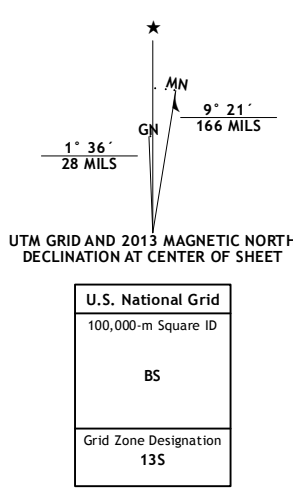 ★
MN
GN
9° 21´
166 MILS
1° 36´
28 MILS
UTM GRID AND 2013 MAGNETIC NORTH
DECLINATION AT CENTER OF SHEET
U.S. National Grid
100,000-m Square ID
BS
Grid Zone Designation
13S